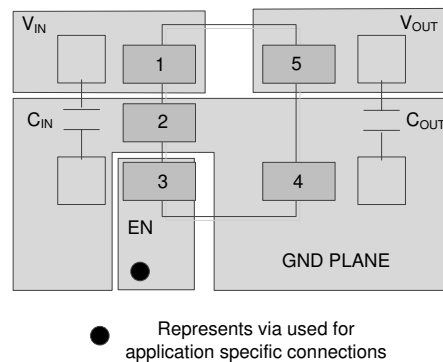 VIN
VOUT
1
5
CIN
2
COUT
3
4
EN
GND PLANE
Represents via used for
application specific connections